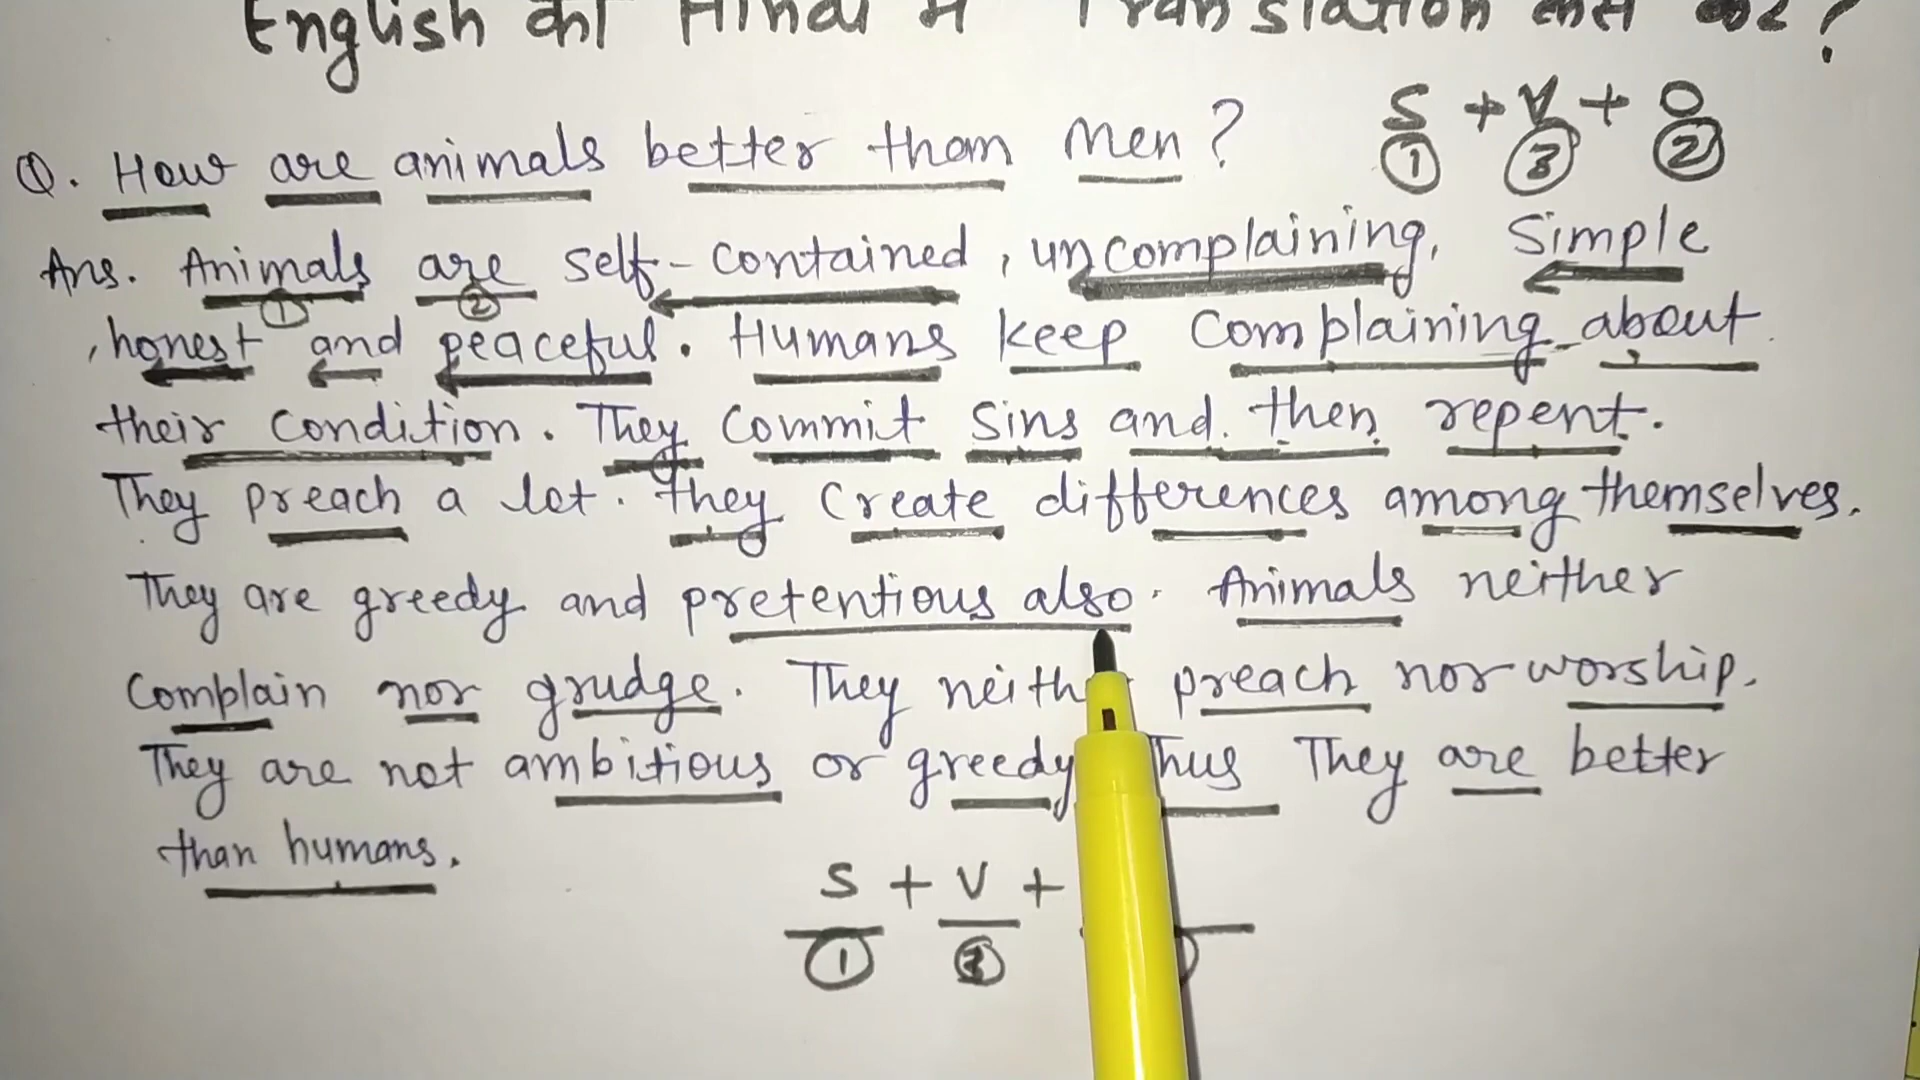 English का हिन्दी में Translation कैसे करें ?
Q. How are animals better than Men ? S + V + O
1 3 2
Ans. Animals are self-contained, uncomplaining, Simple
1 2
, honest and peaceful. Humans keep Complaining about
their Condition. They Commit Sins and then repent.
They preach a lot. they Create differences among themselves.
They are greedy and pretentious also. Animals neither
Complain nor grudge. They neith preach nor worship.
They are not ambitious or greedy Thus They are better
than humans.
S + V +
1 3